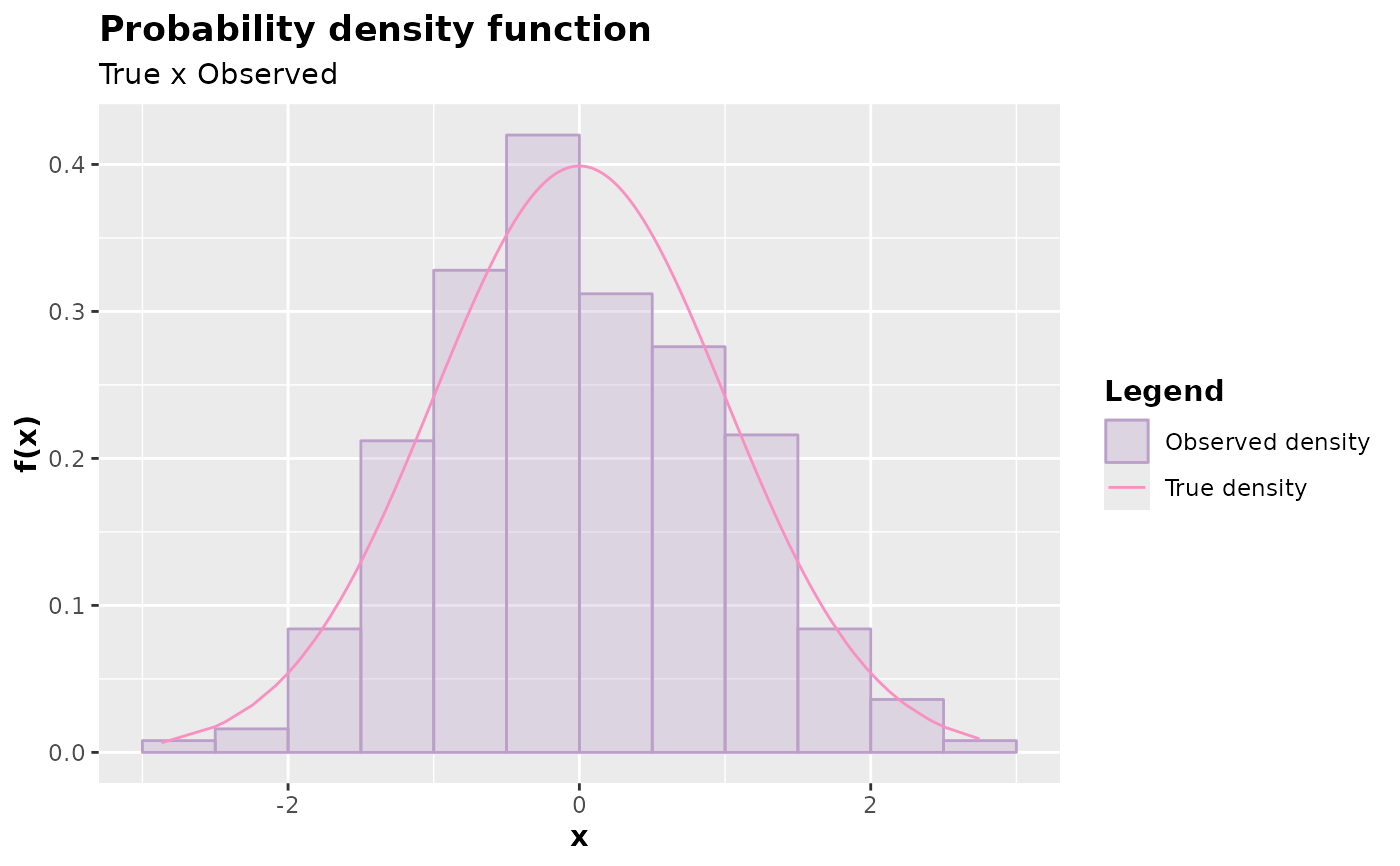 Probability density function
True x Observed
0.4
0.3
0.2
0.1
0.0
f(x)
-2
0
2
x
Legend
Observed density
True density